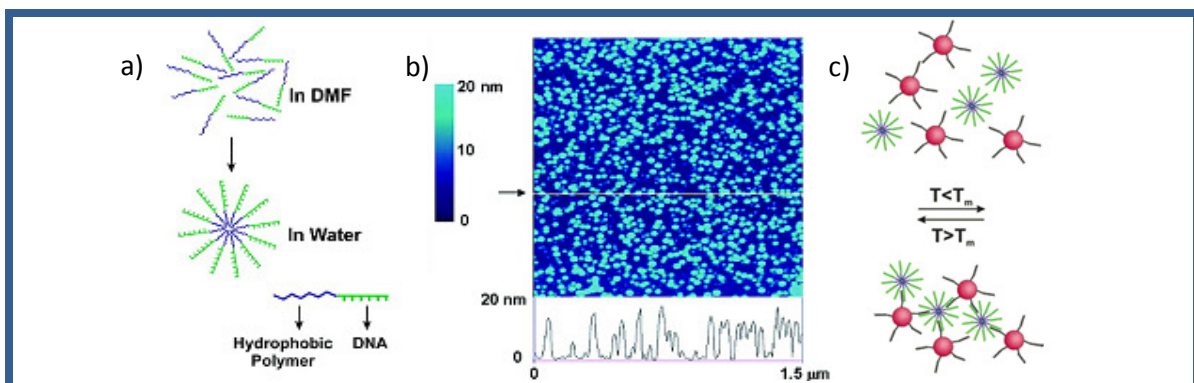 a)
In DMF
In Water
Hydrophobic
Polymer
DNA
b)
20 nm
10
0
20 nm
0
0
1.5 μm
c)
T<Tm
T>Tm